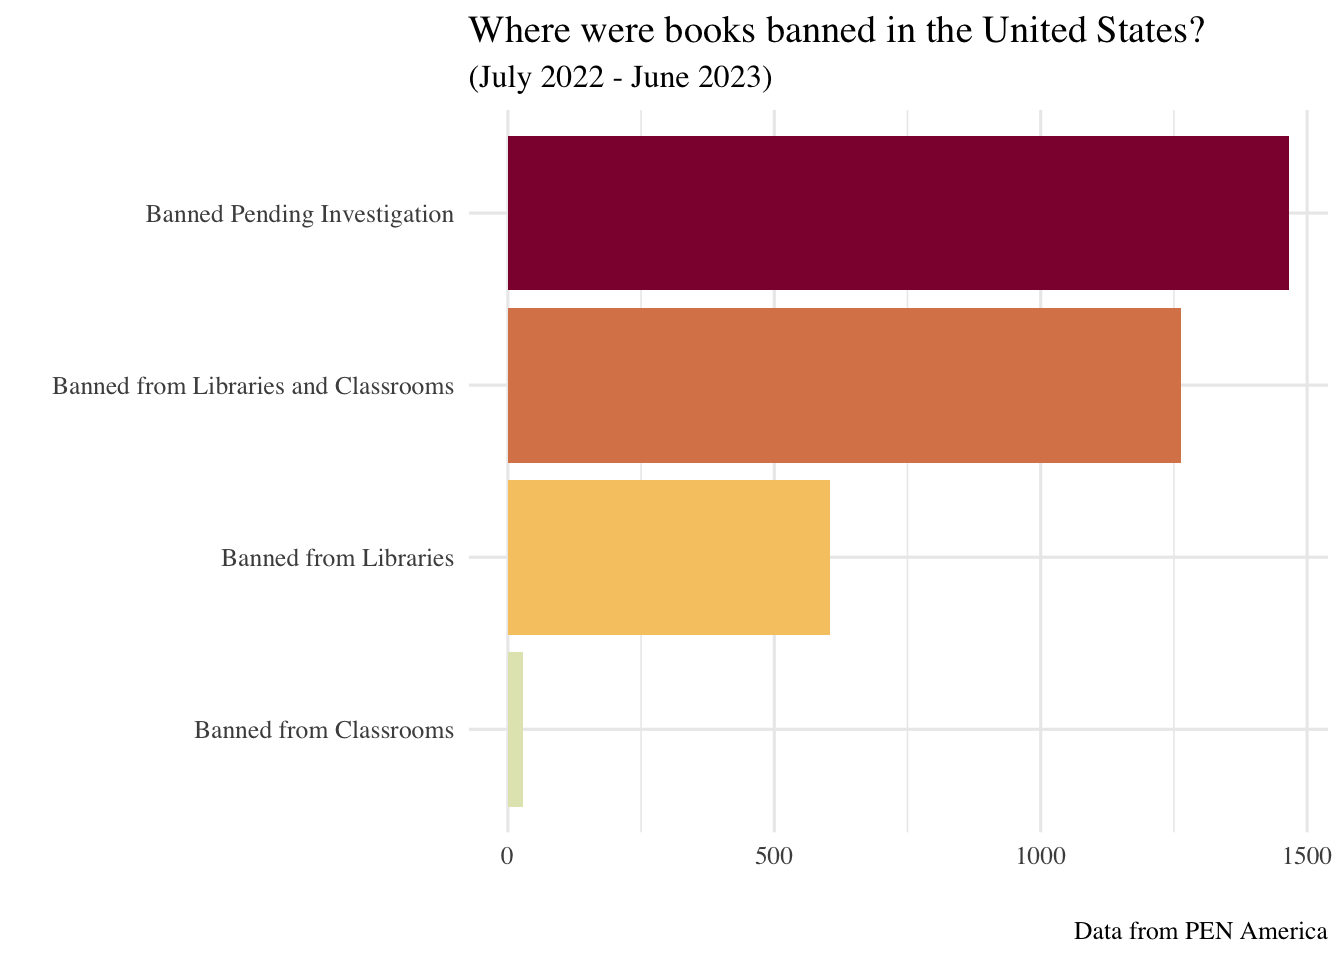 Where were books banned in the United States?
(July 2022 - June 2023)
Banned Pending Investigation
Banned from Libraries and Classrooms
Banned from Libraries
Banned from Classrooms
0 500 1000 1500
Data from PEN America